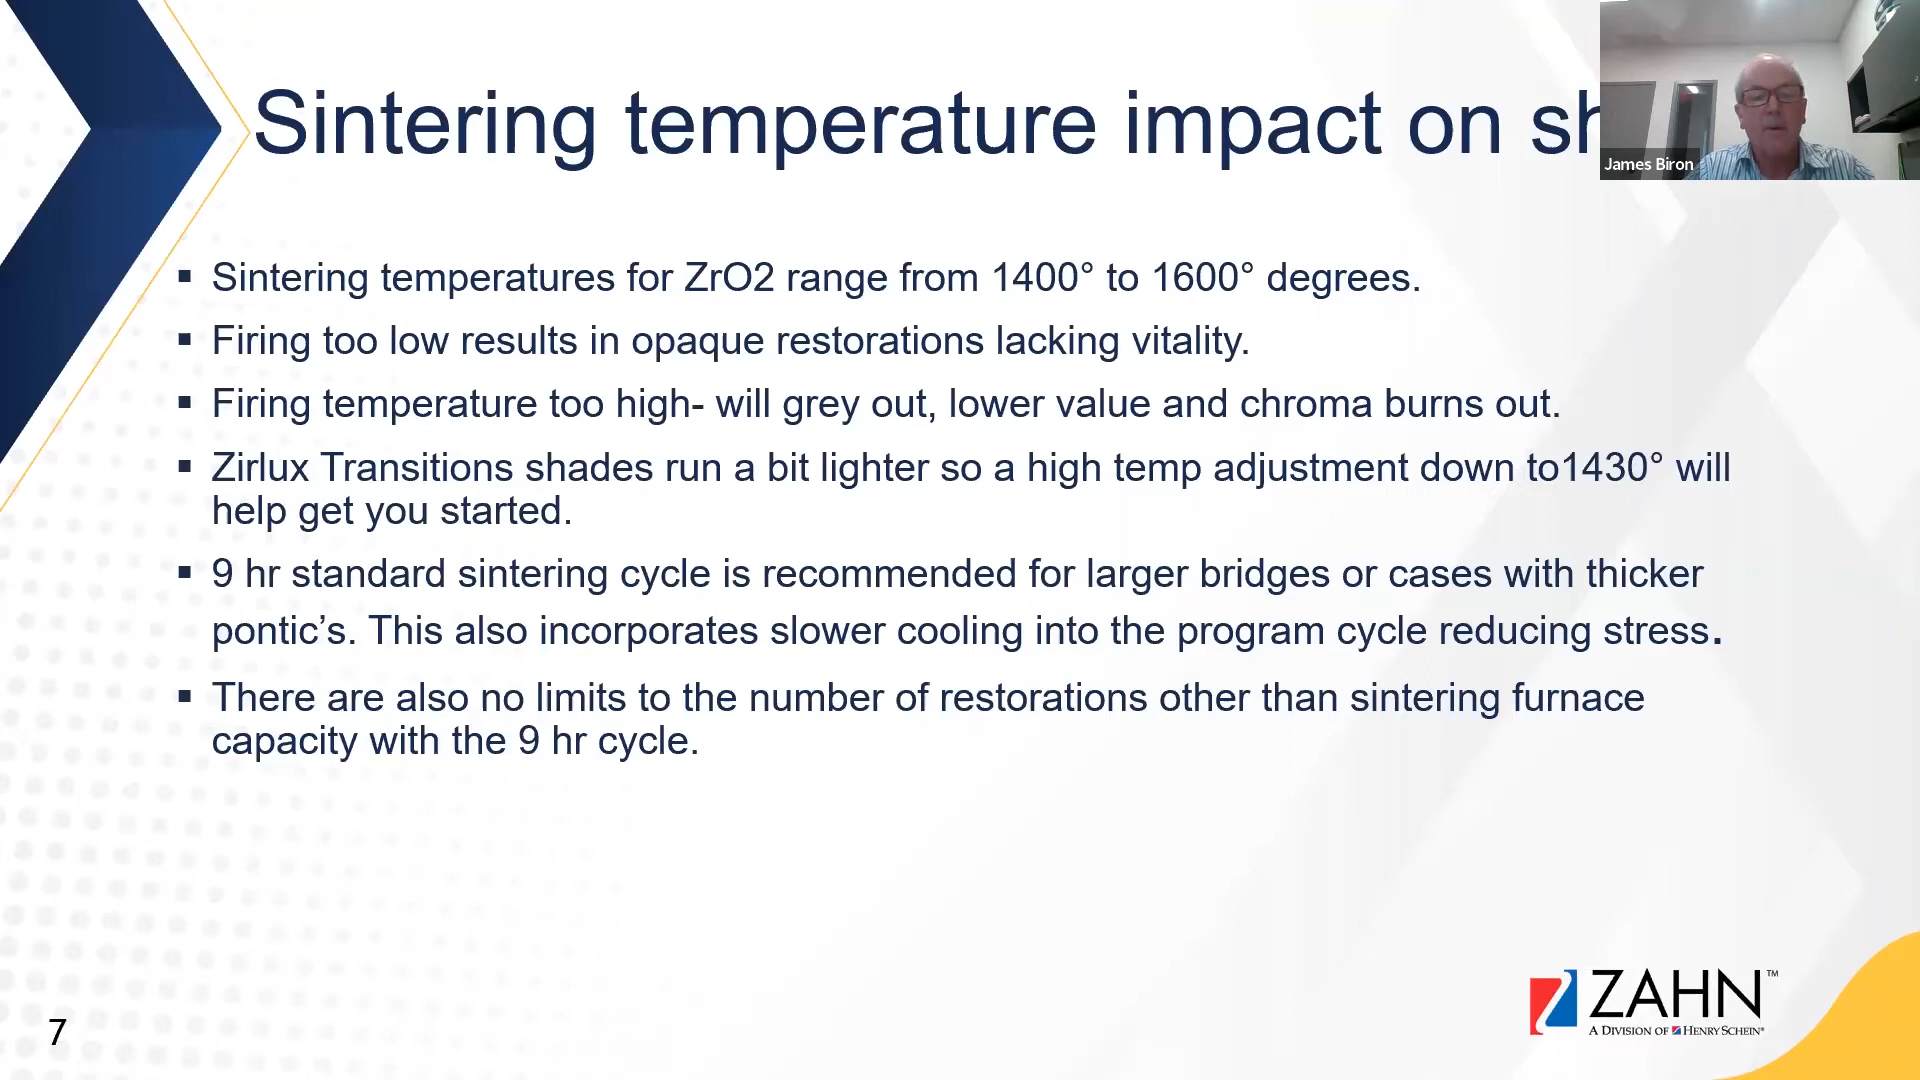 Sintering temperature impact on
James Biron
▪ Sintering temperatures for ZrO2 range from 1400° to 1600° degrees.
▪ Firing too low results in opaque restorations lacking vitality.
▪ Firing temperature too high- will grey out, lower value and chroma burns out.
▪ Zirlux Transitions shades run a bit lighter so a high temp adjustment down to1430° will
help get you started.
▪ 9 hr standard sintering cycle is recommended for larger bridges or cases with thicker
pontic’s. This also incorporates slower cooling into the program cycle reducing stress.
▪ There are also no limits to the number of restorations other than sintering furnace
capacity with the 9 hr cycle.
ZAHN™
A DIVISION OF HENRY SCHEIN®
7